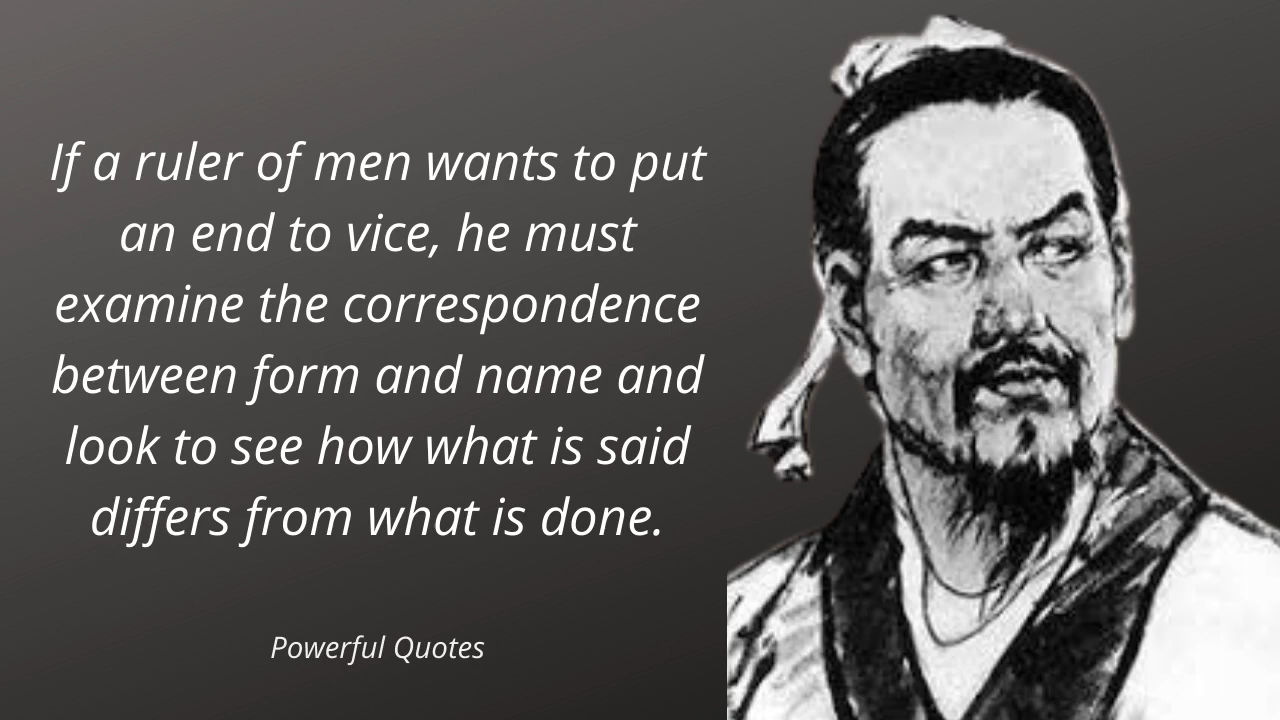 If a ruler of men wants to put
an end to vice, he must
examine the correspondence
between form and name and
look to see how what is said
differs from what is done.
Powerful Quotes